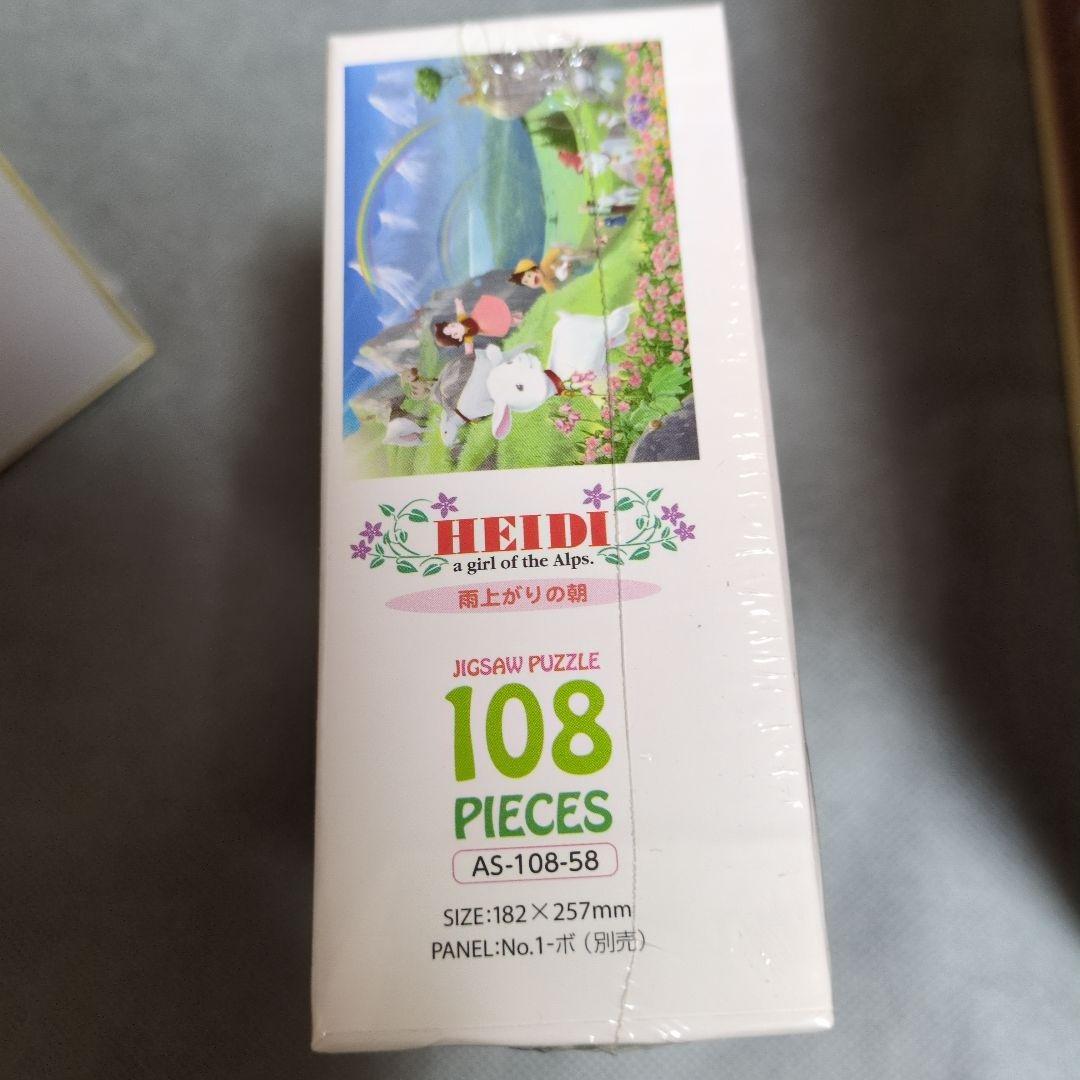 HEIDI
a girl of the Alps.
雨上がりの朝
JIGSAW PUZZLE
108
PIECES
AS-108-58
SIZE:182×257mm
PANEL:No.1-ボ（別売）